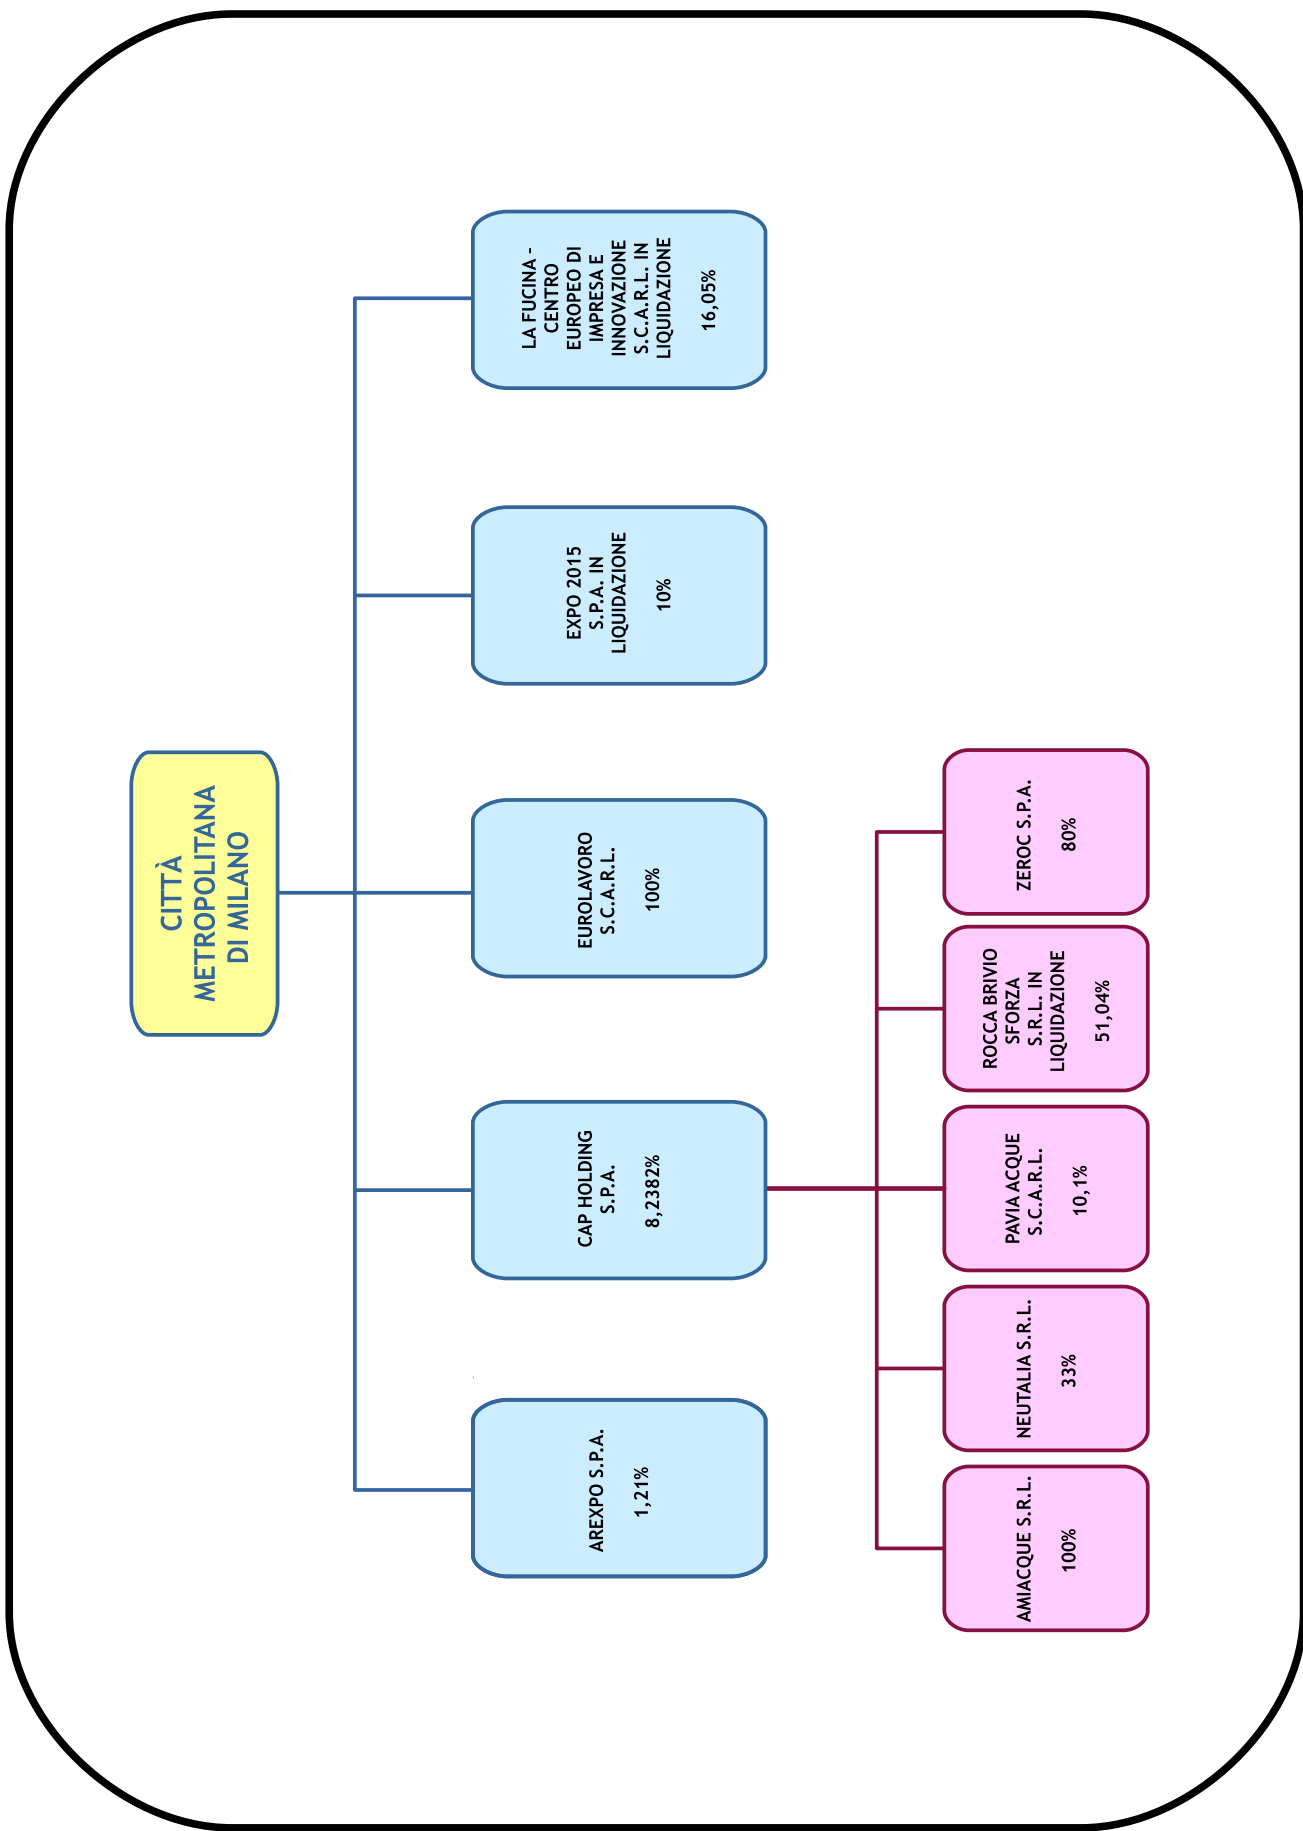 CITTÀ
METROPOLITANA
DI MILANO
AREXPO S.P.A.
1,21%
CAP HOLDING
S.P.A.
8,2382%
EUROLAVORO
S.C.A.R.L.
100%
EXPO 2015
S.P.A. IN
LIQUIDAZIONE
10%
LA FUCINA -
CENTRO
EUROPEO DI
IMPRESA E
INNOVAZIONE
S.C.A.R.L. IN
LIQUIDAZIONE
16,05%
AMIACQUE S.R.L.
100%
NEUTALIA S.R.L.
33%
PAVIA ACQUE
S.C.A.R.L.
10,1%
ROCCA BRIVIO
SFORZA
S.R.L. IN
LIQUIDAZIONE
51,04%
ZEROC S.P.A.
80%